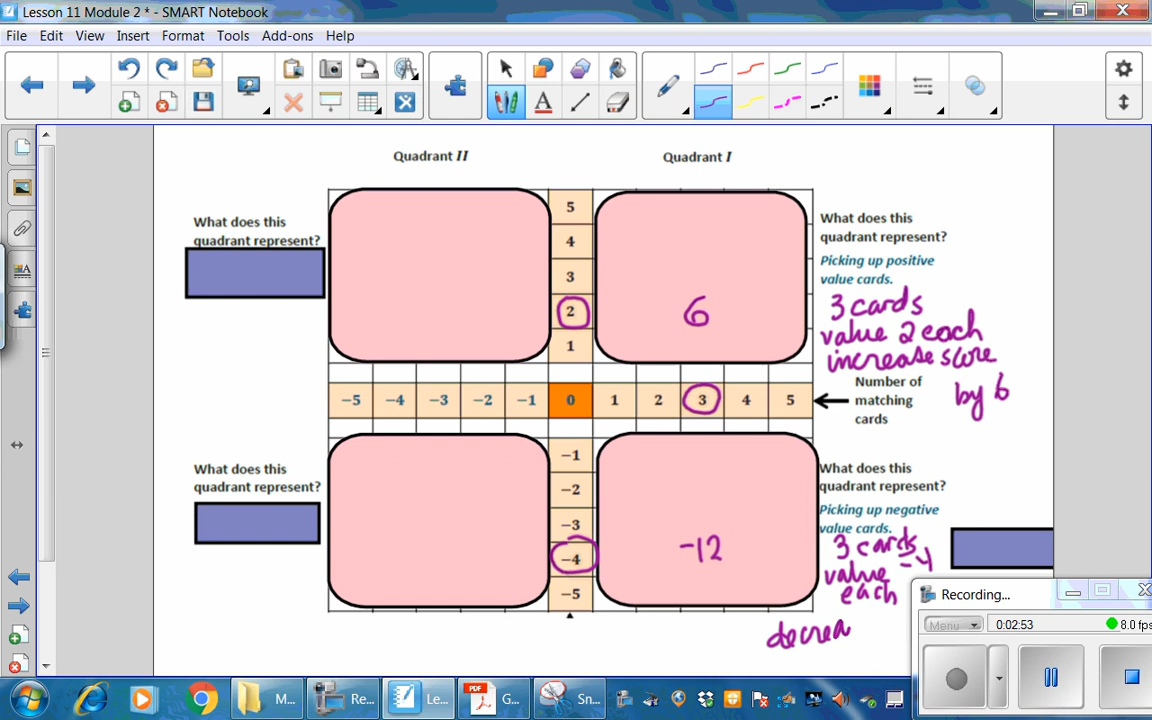 Lesson 11 Module 2 * - SMART Notebook
File Edit View Insert Format Tools Add-ons Help
Quadrant II Quadrant I
What does this
quadrant represent?
5
4
3
2
1
6
What does this
quadrant represent?
Picking up positive
value cards.
3 cards
value 2 each
increase score
by 6
−5 −4 −3 −2 −1 0 1 2 3 4 5
Number of
matching
cards
What does this
quadrant represent?
−1
−2
−3
−4
−5
-12
What does this
quadrant represent?
Picking up negative
value cards.
3 cards
value -4
each
decrea
Recording...
Menu 0:02:53 8.0 fps
PDF
M... Re... Le... G... Sn...